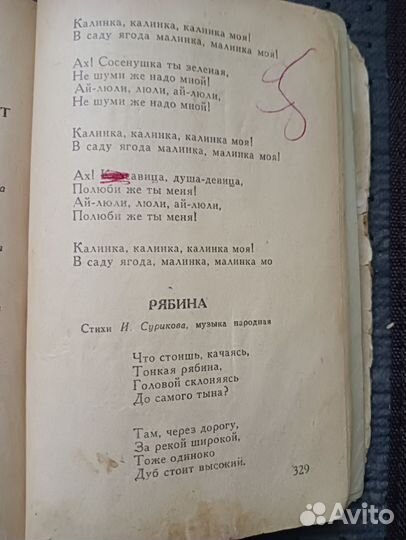 Калинка, калинка, калинка моя!
В саду ягода малинка, малинка моя!
Ах! Сосенушка ты зеленая,
Не шуми же надо мной!
Ай-люли, люли, ай-люли,
Не шуми же надо мной!
Калинка, калинка, калинка моя!
В саду ягода малинка, малинка моя!
Ах! Красавица, душа-девица,
Полюби же ты меня!
Ай-люли, люли, ай-люли,
Полюби же ты меня!
Калинка, калинка, калинка моя!
В саду ягода, малинка, малинка мо
РЯБИНА
Стихи И. Сурикова, музыка народная
Что стоишь, качаясь,
Тонкая рябина,
Головой склоняясь
До самого тына?
Там, через дорогу,
За рекой широкой,
Тоже одиноко
Дуб стоит высокий.
329
Avito